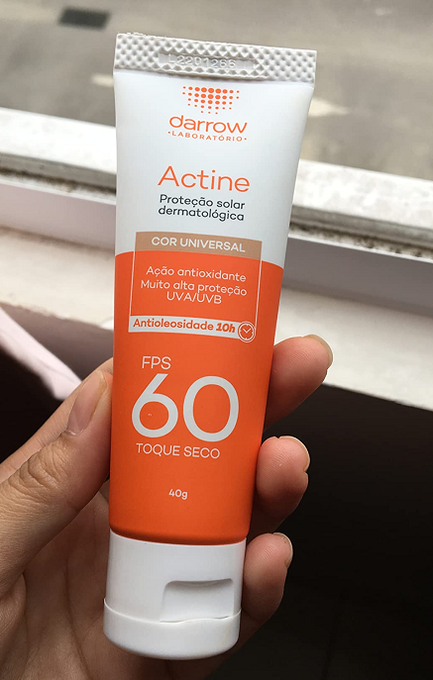 L2201266
darrow
•LABORATÓRIO•
Actine
Proteção solar
dermatológica
COR UNIVERSAL
Ação antioxidante
Muito alta proteção
UVA/UVB
Antioleosidade 10h
FPS
60
TOQUE SECO
40g